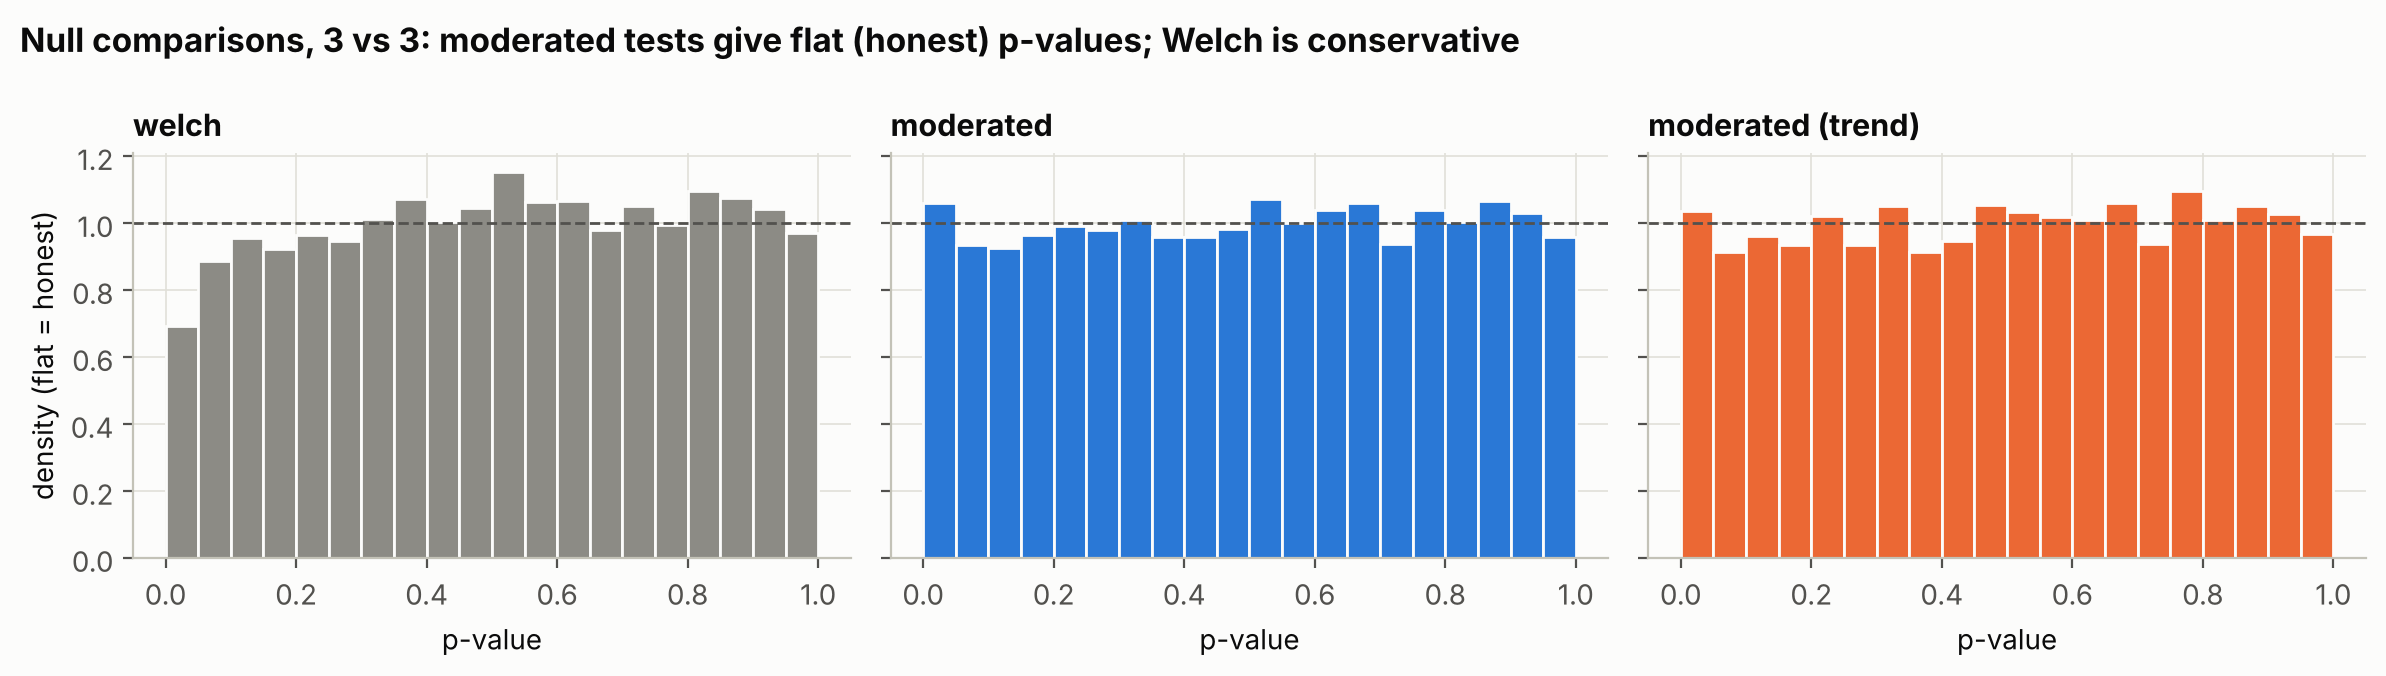 Null comparisons, 3 vs 3: moderated tests give flat (honest) p-values; Welch is conservative
welch
moderated
moderated (trend)
density (flat = honest)
1.2
1.0
0.8
0.6
0.4
0.2
0.0
0.0 0.2 0.4 0.6 0.8 1.0
0.0 0.2 0.4 0.6 0.8 1.0
0.0 0.2 0.4 0.6 0.8 1.0
p-value
p-value
p-value